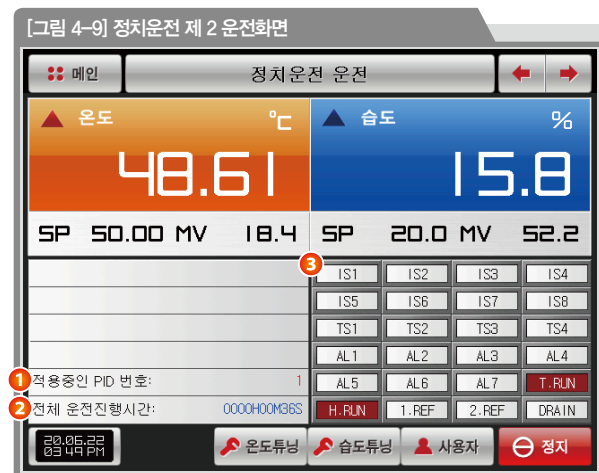 [그림 4-9] 정치운전 제 2 운전화면
메인 정치운전 운전
온도 ℃ 습도 %
48.61 15.8
SP 50.00 MV 18.4 SP 20.0 MV 52.2
3
IS1 IS2 IS3 IS4
IS5 IS6 IS7 IS8
TS1 TS2 TS3 TS4
AL1 AL2 AL3 AL4
1 적용중인 PID 번호: 1 AL5 AL6 AL7 T.RUN
2 전체 운전진행시간: 0000H00M36S H.RUN 1.REF 2.REF DRAIN
20.06.22
03:49 PM
온도튜닝 습도튜닝 사용자 정지